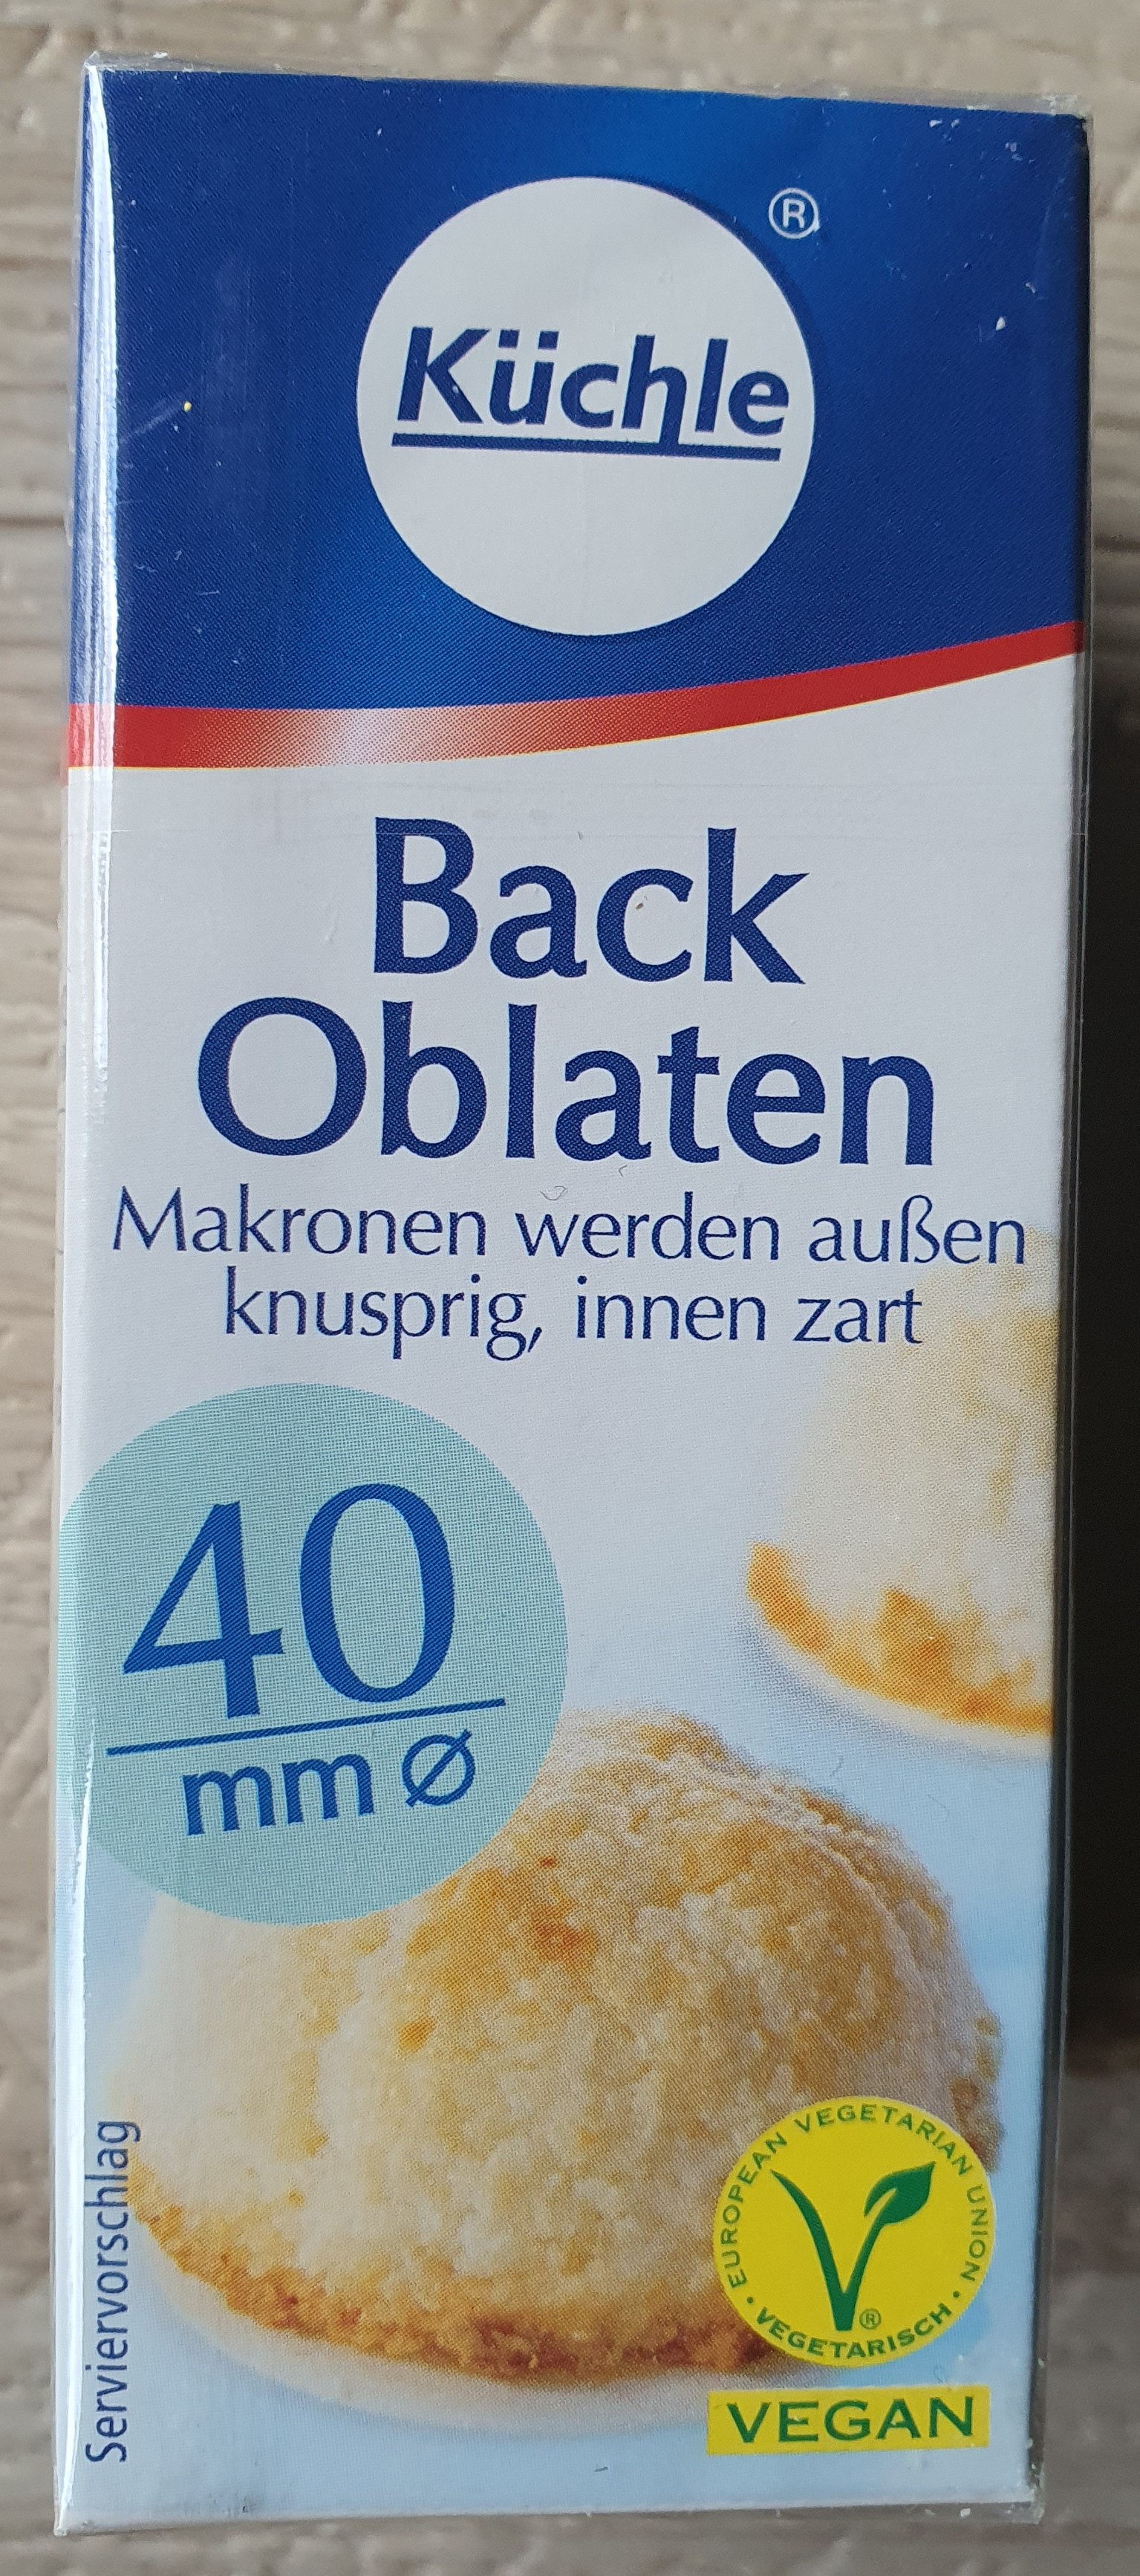 ®
Küchle
Back
Oblaten
Makronen werden außen
knusprig, innen zart
40
mm Ø
Serviervorschlag
EUROPEAN VEGETARIAN UNION
· VEGETARISCH ·
®
VEGAN